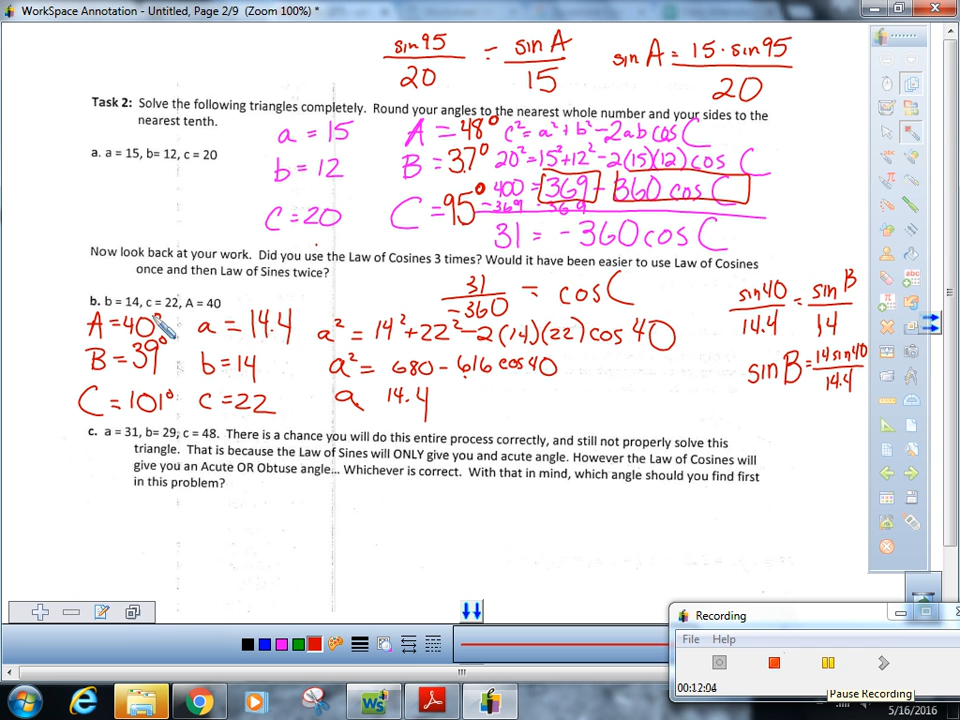 WorkSpace Annotation - Untitled, Page 2/9 (Zoom 100%) *
sin 95 / 20 = sin A / 15
sin A = 15 · sin 95 / 20
Task 2: Solve the following triangles completely. Round your angles to the nearest whole number and your sides to the
nearest tenth.
a. a = 15, b= 12, c = 20
a = 15
b = 12
c = 20
A = 48°
B = 37°
C = 95°
c² = a² + b² - 2ab cos C
20² = 15² + 12² - 2(15)(12) cos C
400 = 369 - 360 cos C
-369 369
31 = -360 cos C
Now look back at your work. Did you use the Law of Cosines 3 times? Would it have been easier to use Law of Cosines
once and then Law of Sines twice?
31 / -360 = cos C
b. b = 14, c = 22, A = 40
A = 40°
B = 39°
C = 101°
a = 14.4
b = 14
c = 22
a² = 14² + 22² - 2(14)(22) cos 40
a² = 680 - 616 cos 40
a 14.4
sin 40 / 14.4 = sin B / 14
sin B = 14 sin 40 / 14.4
c. a = 31, b= 29, c = 48. There is a chance you will do this entire process correctly, and still not properly solve this
triangle. That is because the Law of Sines will ONLY give you and acute angle. However the Law of Cosines will
give you an Acute OR Obtuse angle... Whichever is correct. With that in mind, which angle should you find first
in this problem?
Recording
File Help
00:12:04
Pause Recording
5/16/2016